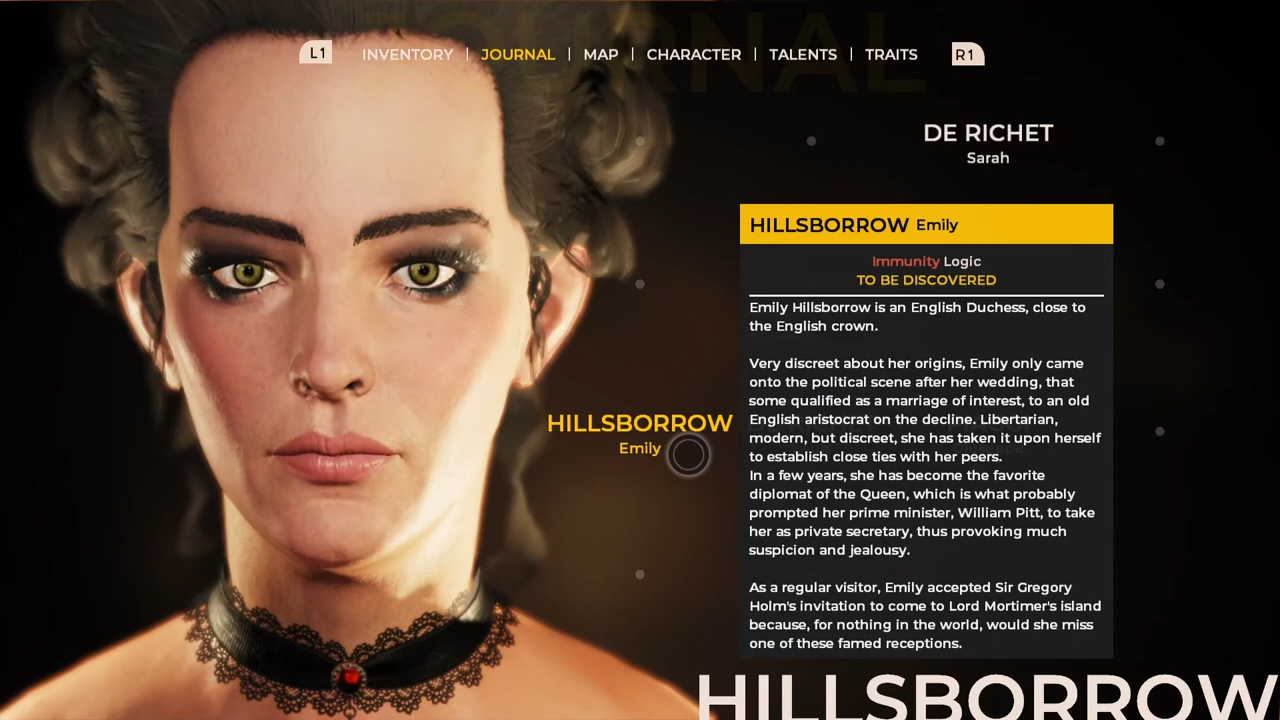 JOURNAL
L1 INVENTORY | JOURNAL | MAP | CHARACTER | TALENTS | TRAITS R1
DE RICHET
Sarah
HILLSBORROW Emily
Immunity Logic
TO BE DISCOVERED
Emily Hillsborrow is an English Duchess, close to
the English crown.
Very discreet about her origins, Emily only came
onto the political scene after her wedding, that
some qualified as a marriage of interest, to an old
English aristocrat on the decline. Libertarian,
modern, but discreet, she has taken it upon herself
to establish close ties with her peers.
In a few years, she has become the favorite
diplomat of the Queen, which is what probably
prompted her prime minister, William Pitt, to take
her as private secretary, thus provoking much
suspicion and jealousy.
As a regular visitor, Emily accepted Sir Gregory
Holm's invitation to come to Lord Mortimer's island
because, for nothing in the world, would she miss
one of these famed receptions.
HILLSBORROW
Emily
HILLSBORROW